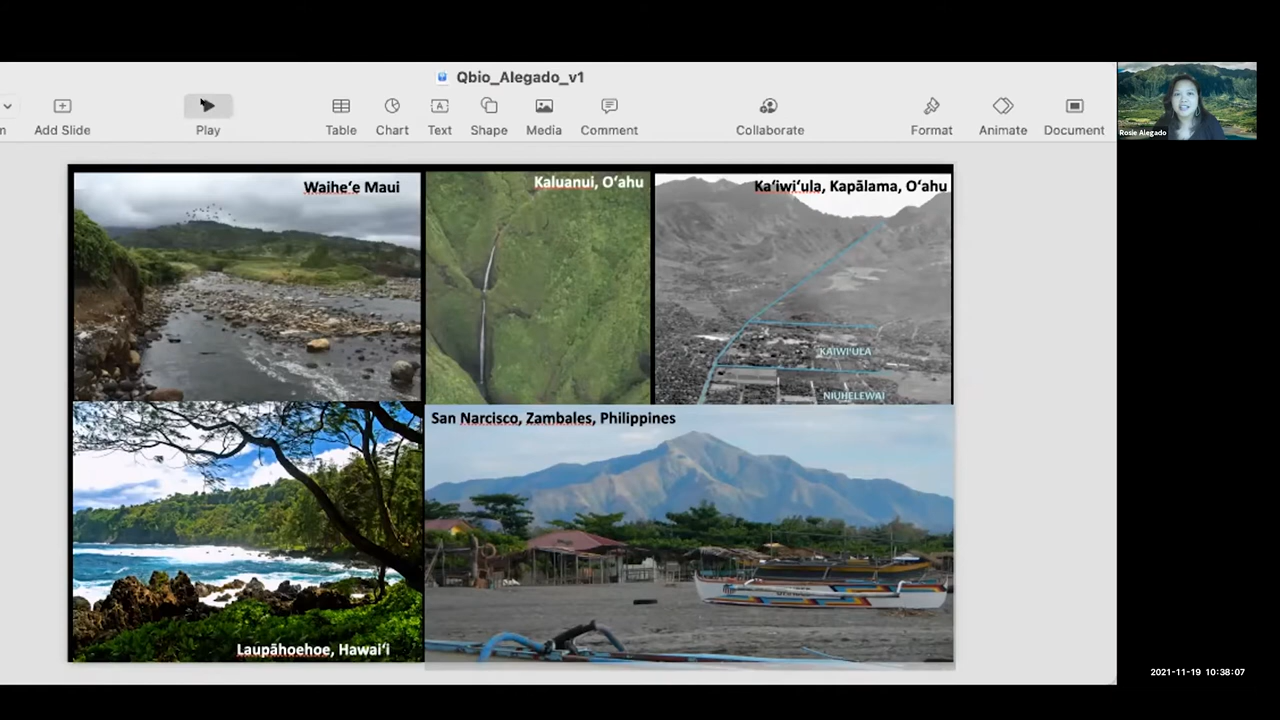 Qbio_Alegado_v1
Add Slide
Play
Table
Chart
Text
Shape
Media
Comment
Collaborate
Format
Animate
Document
Rosie Alegado
Waiheʻe Maui
Kaluanui, Oʻahu
Kaʻiwiʻula, Kapālama, Oʻahu
KAIWIʻULA
NIUHELEWAI
San Narcisco, Zambales, Philippines
Laupāhoehoe, Hawaiʻi
2021-11-19 10:38:07